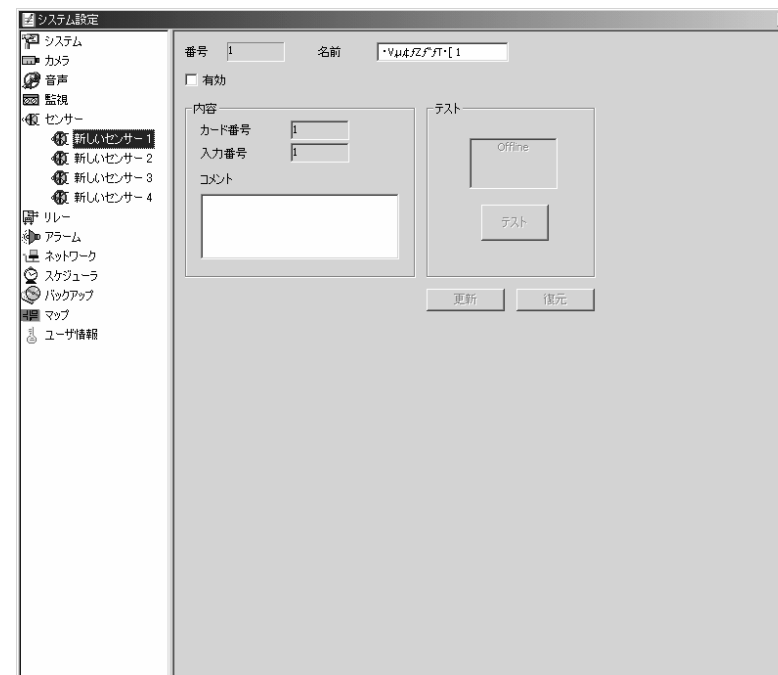 システム設定
システム
カメラ
音声
監視
センサー
新しいセンサー 1
新しいセンサー 2
新しいセンサー 3
新しいセンサー 4
リレー
アラーム
ネットワーク
スケジューラ
バックアップ
マップ
ユーザ情報
番号 1 名前
有効
内容
カード番号 1
入力番号 1
コメント
テスト
Offline
テスト
更新 復元